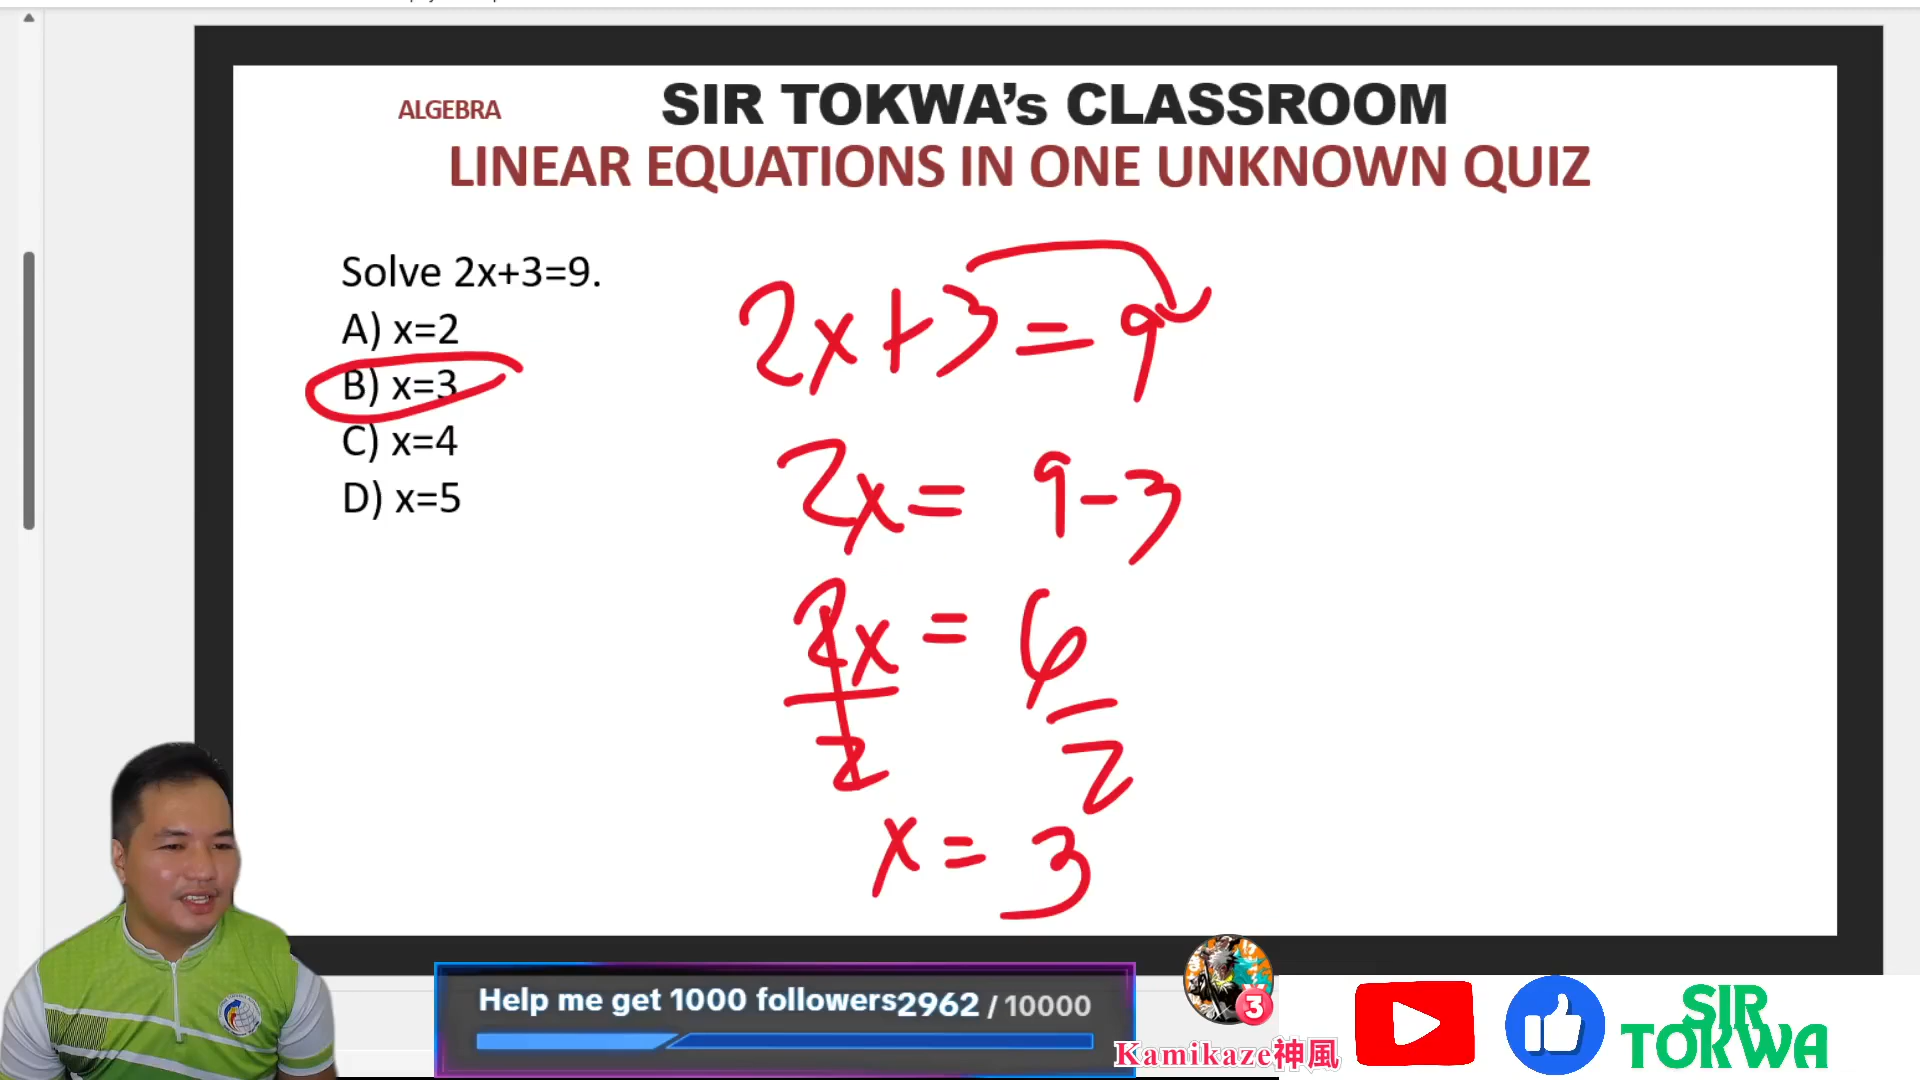 ALGEBRA
SIR TOKWA's CLASSROOM
LINEAR EQUATIONS IN ONE UNKNOWN QUIZ
Solve 2x+3=9.
A) x=2
B) x=3
C) x=4
D) x=5
2x+3=9
2x= 9-3
2x = 6
2 2
x = 3
Help me get 1000 followers2962 / 10000
3
Kamikaze神風
SIR
TOKWA